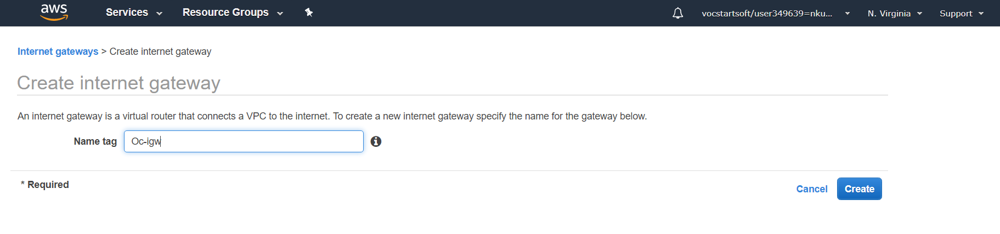 aws Services Resource Groups vocstartsoft/user349639=nku... N. Virginia Support
Internet gateways > Create internet gateway
Create internet gateway
An internet gateway is a virtual router that connects a VPC to the internet. To create a new internet gateway specify the name for the gateway below.
Name tag Oc-igw
* Required Cancel Create